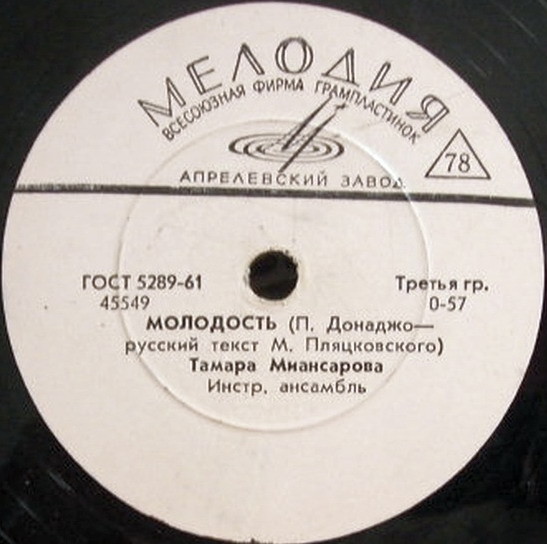 МЕЛОДИЯ
ВСЕСОЮЗНАЯ ФИРМА ГРАМПЛАСТИНОК
78
АПРЕЛЕВСКИЙ ЗАВОД
ГОСТ 5289-61
Третья гр.
45549
0-57
МОЛОДОСТЬ (П. Донаджо—
русский текст М. Пляцковского)
Тамара Миансарова
Инстр. ансамбль